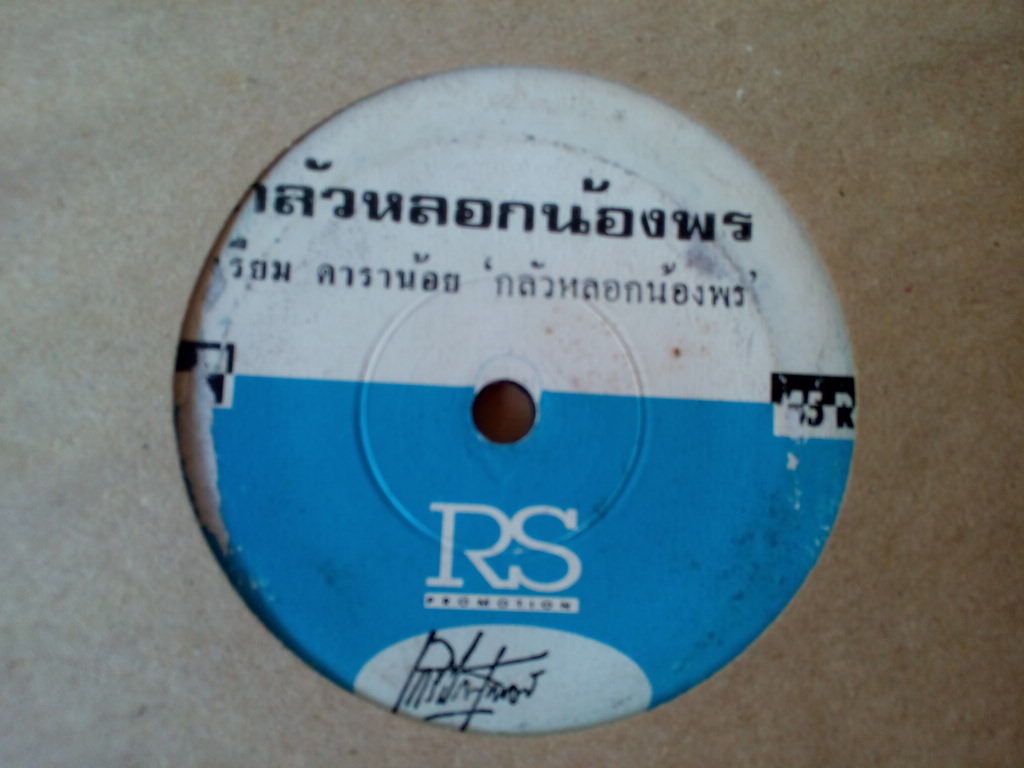 กลัวหลอกน้องพร
รียม ดาราน้อย 'กลัวหลอกน้องพร'
45 R
RS
PROMOTION